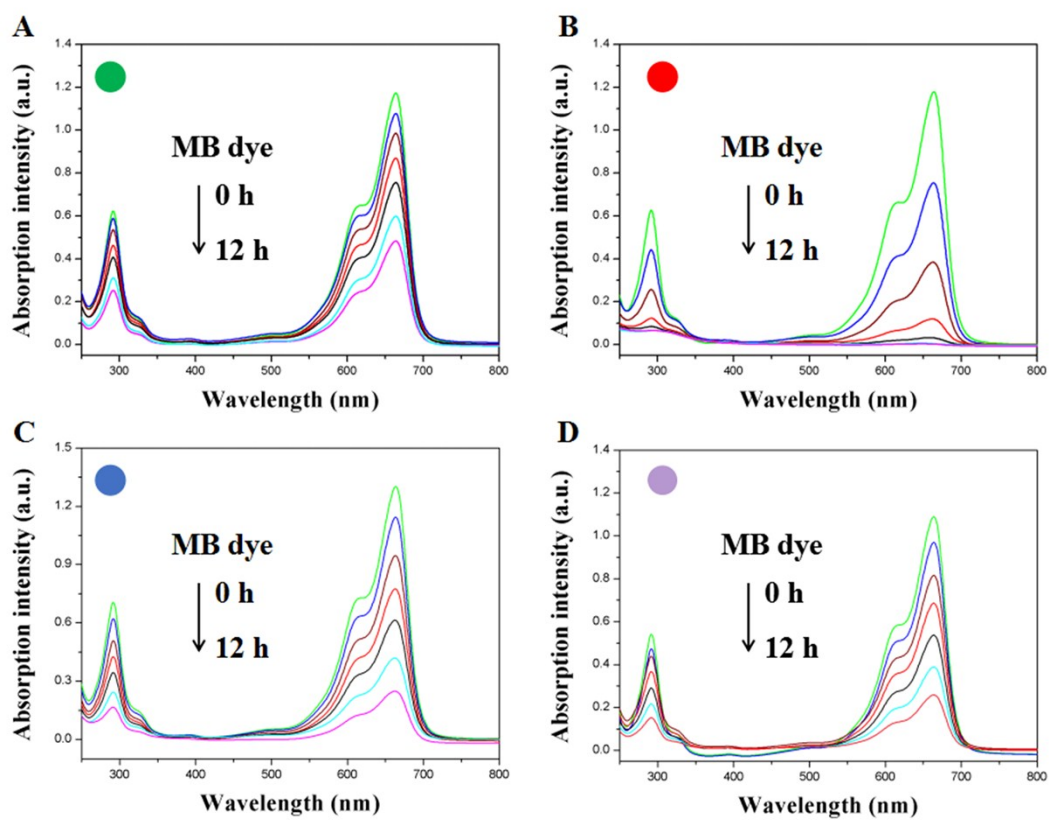 A
Absorption intensity (a.u.)
1.4
1.2
1.0
0.8
0.6
0.4
0.2
0.0
MB dye
0 h
12 h
300 400 500 600 700 800
Wavelength (nm)
B
Absorption intensity (a.u.)
1.4
1.2
1.0
0.8
0.6
0.4
0.2
0.0
MB dye
0 h
12 h
300 400 500 600 700 800
Wavelength (nm)
C
Absorption intensity (a.u.)
1.5
1.2
0.9
0.6
0.3
0.0
MB dye
0 h
12 h
300 400 500 600 700 800
Wavelength (nm)
D
Absorption intensity (a.u.)
1.4
1.2
1.0
0.8
0.6
0.4
0.2
0.0
MB dye
0 h
12 h
300 400 500 600 700 800
Wavelength (nm)